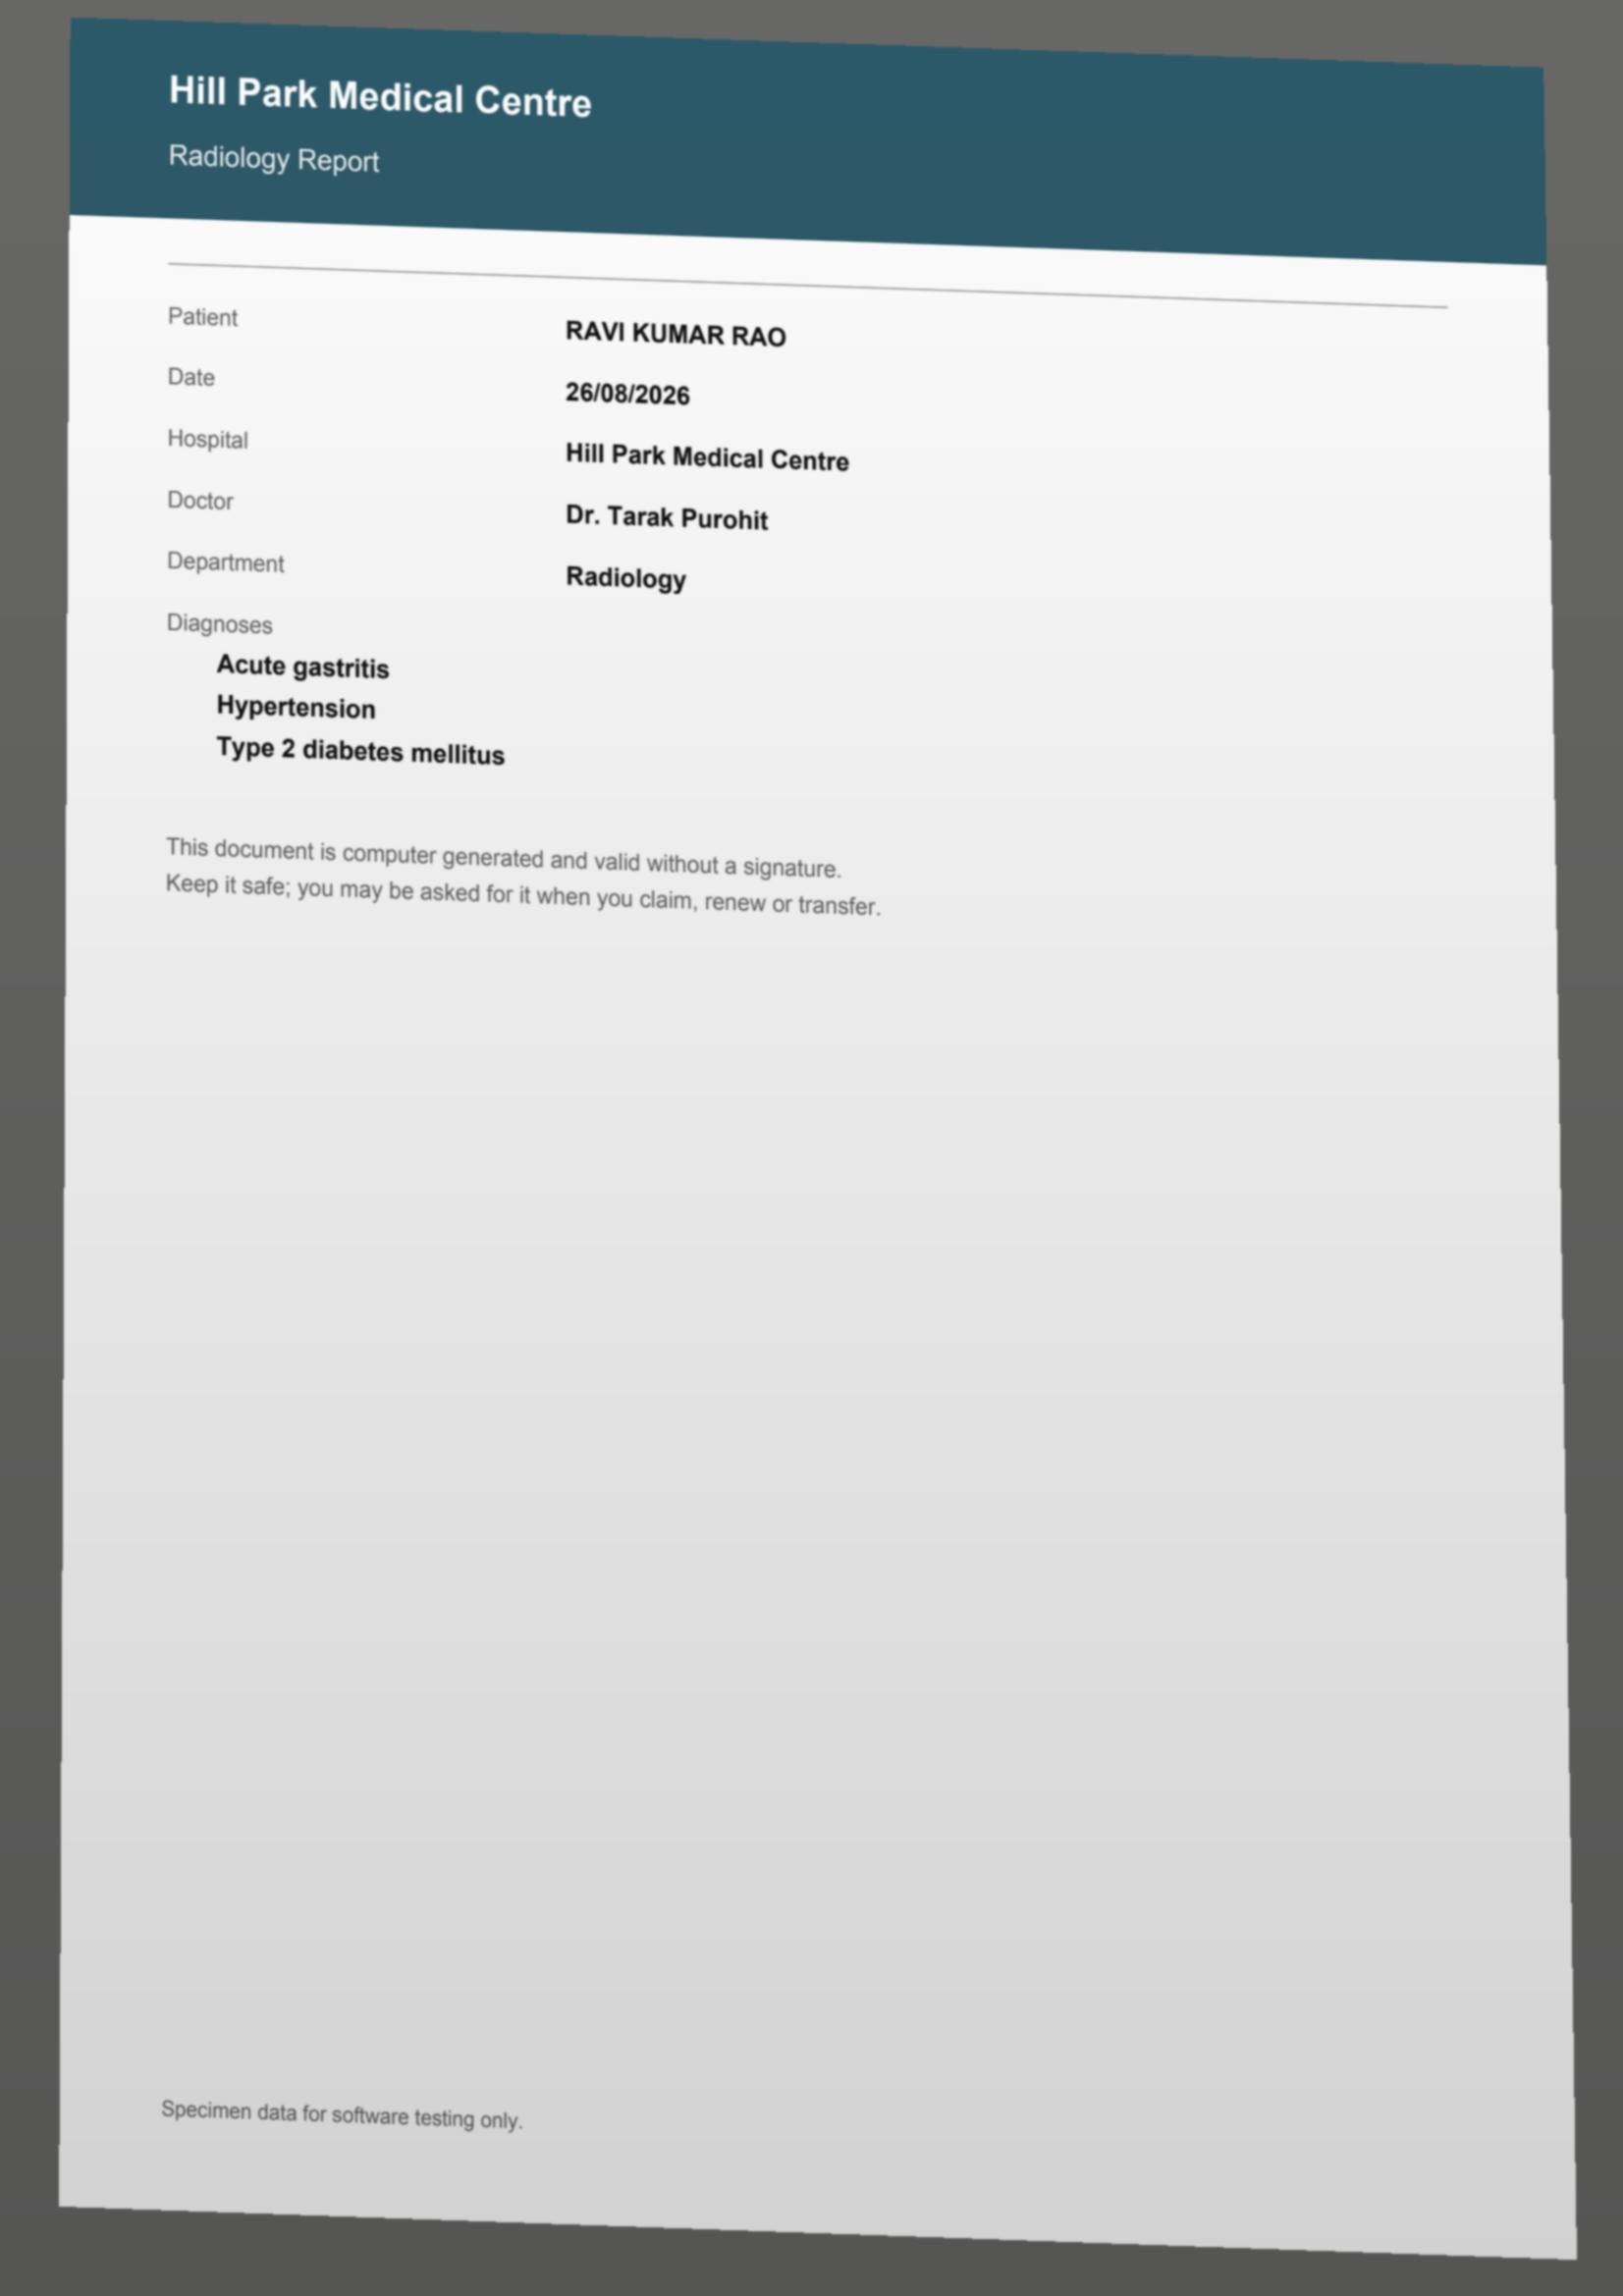 Hill Park Medical Centre
Radiology Report
Patient RAVI KUMAR RAO
Date 26/08/2026
Hospital Hill Park Medical Centre
Doctor Dr. Tarak Purohit
Department Radiology
Diagnoses
Acute gastritis
Hypertension
Type 2 diabetes mellitus
This document is computer generated and valid without a signature.
Keep it safe; you may be asked for it when you claim, renew or transfer.
Specimen data for software testing only.